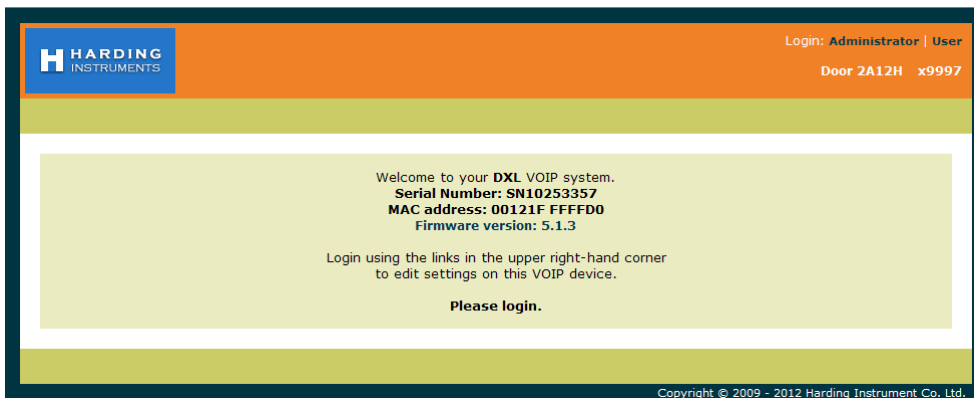 HARDING
INSTRUMENTS
Login: Administrator | User
Door 2A12H x9997
Welcome to your DXL VOIP system.
Serial Number: SN10253357
MAC address: 00121F FFFFD0
Firmware version: 5.1.3
Login using the links in the upper right-hand corner
to edit settings on this VOIP device.
Please login.
Copyright © 2009 - 2012 Harding Instrument Co. Ltd.